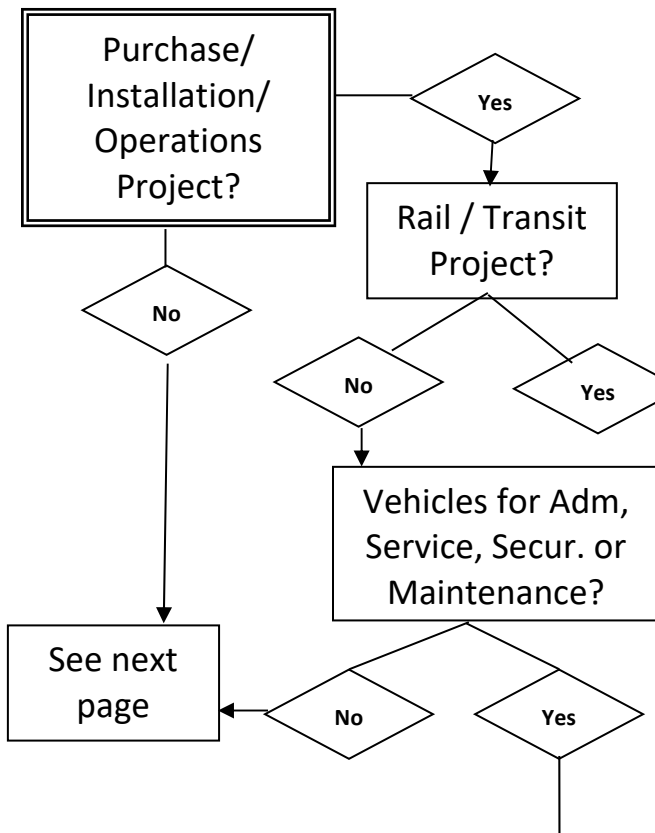 Purchase/
Installation/
Operations
Project?
Yes
Rail / Transit
Project?
No
No
Yes
Vehicles for Adm,
Service, Secur. or
Maintenance?
See next
page
No
Yes